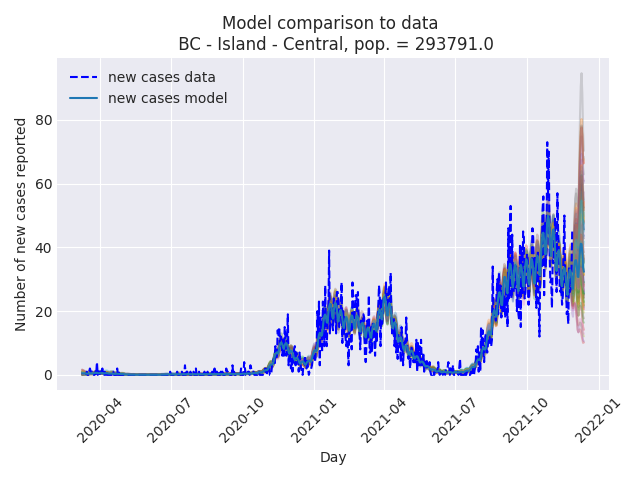 Model comparison to data
BC - Island - Central, pop. = 293791.0
new cases data
new cases model
Number of new cases reported
80
60
40
20
0
2020-04
2020-07
2020-10
2021-01
2021-04
2021-07
2021-10
2022-01
Day